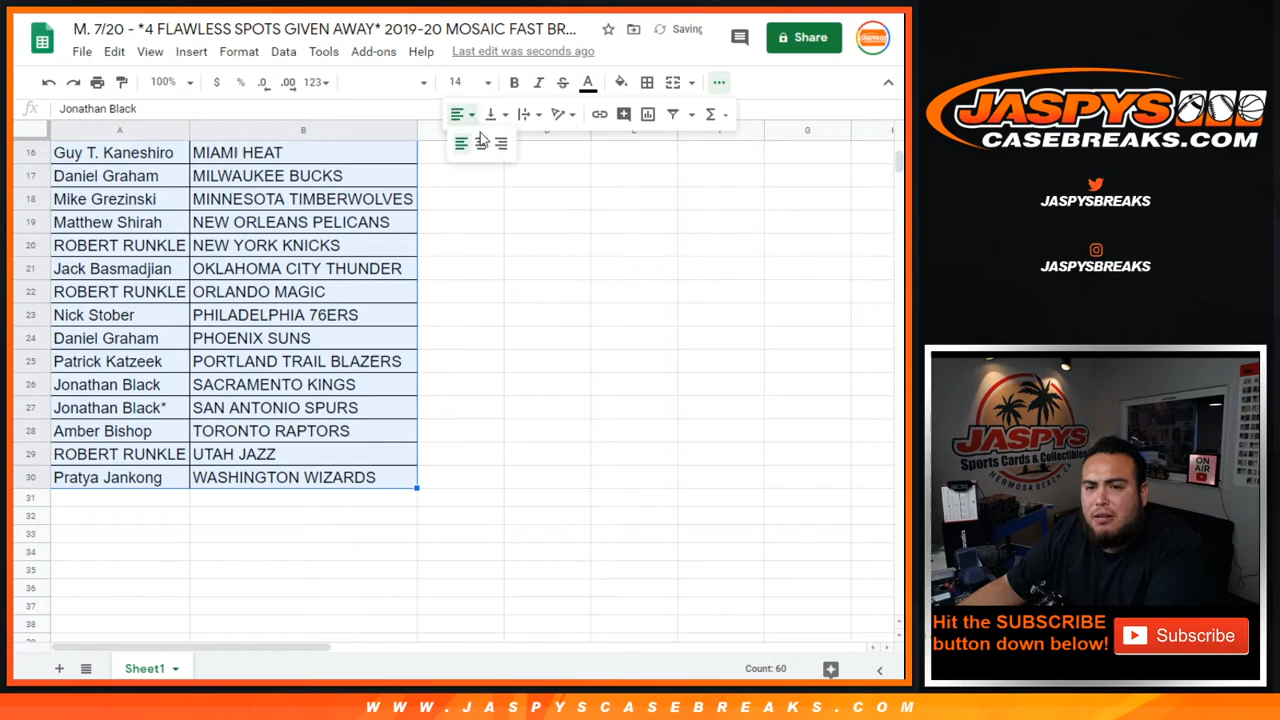 M. 7/20 - *4 FLAWLESS SPOTS GIVEN AWAY* 2019-20 MOSAIC FAST BR...
Saving
Share
File Edit View Insert Format Data Tools Add-ons Help Last edit was seconds ago
100% $ % .0 .00 123 14 B I S A
fx Jonathan Black
A B G
16 Guy T. Kaneshiro MIAMI HEAT
17 Daniel Graham MILWAUKEE BUCKS
18 Mike Grezinski MINNESOTA TIMBERWOLVES
19 Matthew Shirah NEW ORLEANS PELICANS
20 ROBERT RUNKLE NEW YORK KNICKS
21 Jack Basmadjian OKLAHOMA CITY THUNDER
22 ROBERT RUNKLE ORLANDO MAGIC
23 Nick Stober PHILADELPHIA 76ERS
24 Daniel Graham PHOENIX SUNS
25 Patrick Katzeek PORTLAND TRAIL BLAZERS
26 Jonathan Black SACRAMENTO KINGS
27 Jonathan Black* SAN ANTONIO SPURS
28 Amber Bishop TORONTO RAPTORS
29 ROBERT RUNKLE UTAH JAZZ
30 Pratya Jankong WASHINGTON WIZARDS
31
32
33
34
35
36
37
38
Sheet1
Count: 60
JASPYS
CASEBREAKS.COM
JASPYSBREAKS
JASPYSBREAKS
JASPYS
Sports Cards & Collectibles
HERMOSA BEACH, CA
ON
AIR
Hit the SUBSCRIBE
button down below!
Subscribe
WWW.JASPYSCASEBREAKS.COM